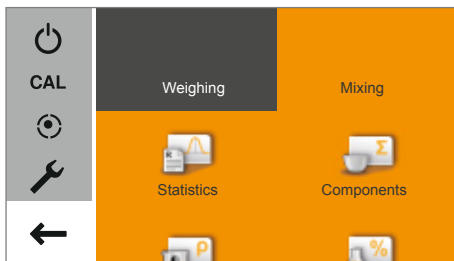 CAL
Weighing
Mixing
Σ
Statistics
Components
ρ
%